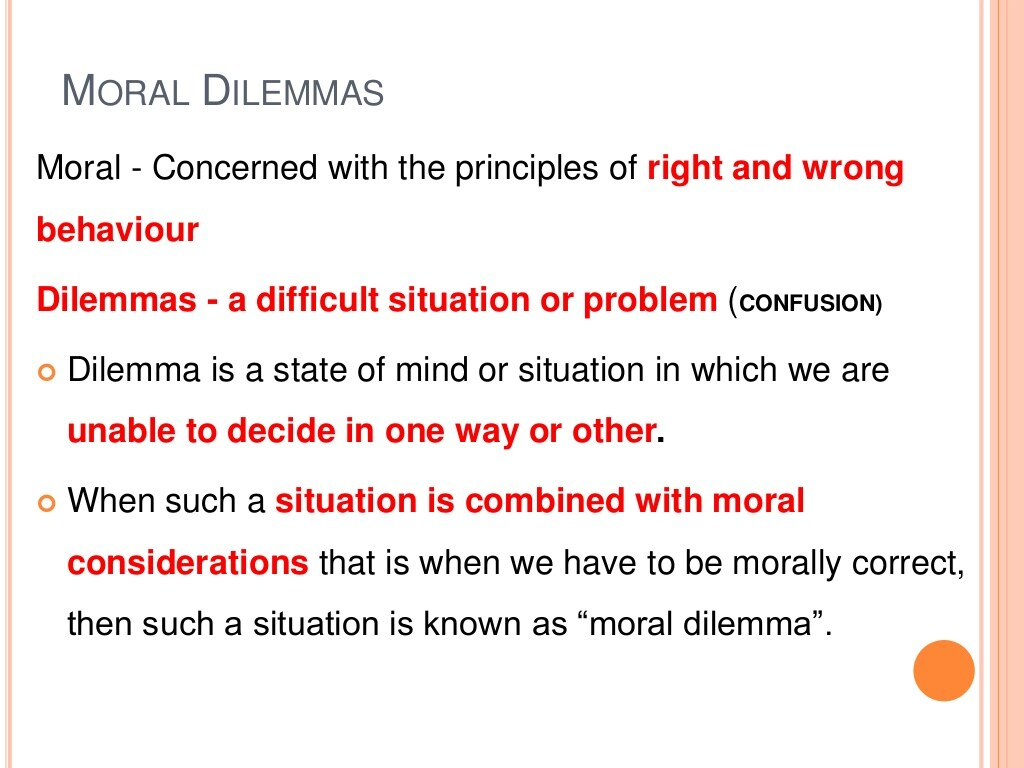 MORAL DILEMMAS
Moral - Concerned with the principles of right and wrong
behaviour
Dilemmas - a difficult situation or problem (CONFUSION)
Dilemma is a state of mind or situation in which we are
unable to decide in one way or other.
When such a situation is combined with moral
considerations that is when we have to be morally correct,
then such a situation is known as “moral dilemma”.